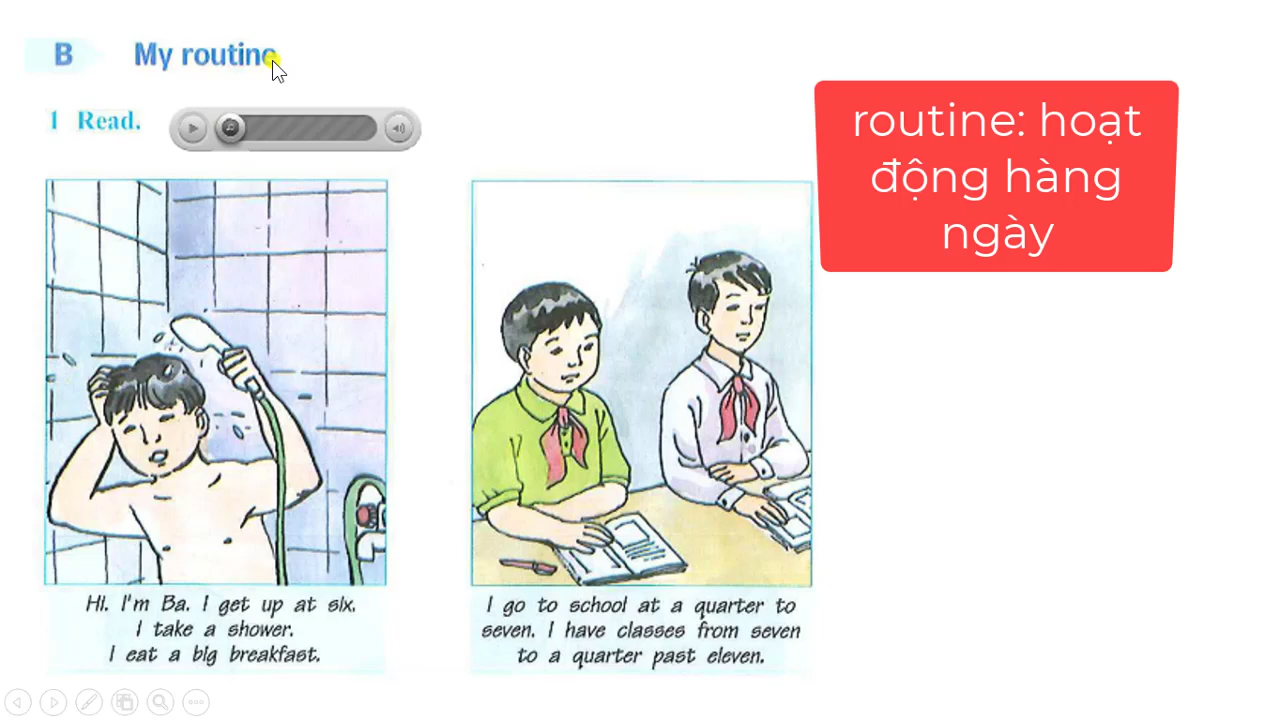 B My routine
1 Read.
routine: hoạt
động hàng
ngày
Hi. I'm Ba. I get up at six.
I take a shower.
I eat a big breakfast.
I go to school at a quarter to
seven. I have classes from seven
to a quarter past eleven.